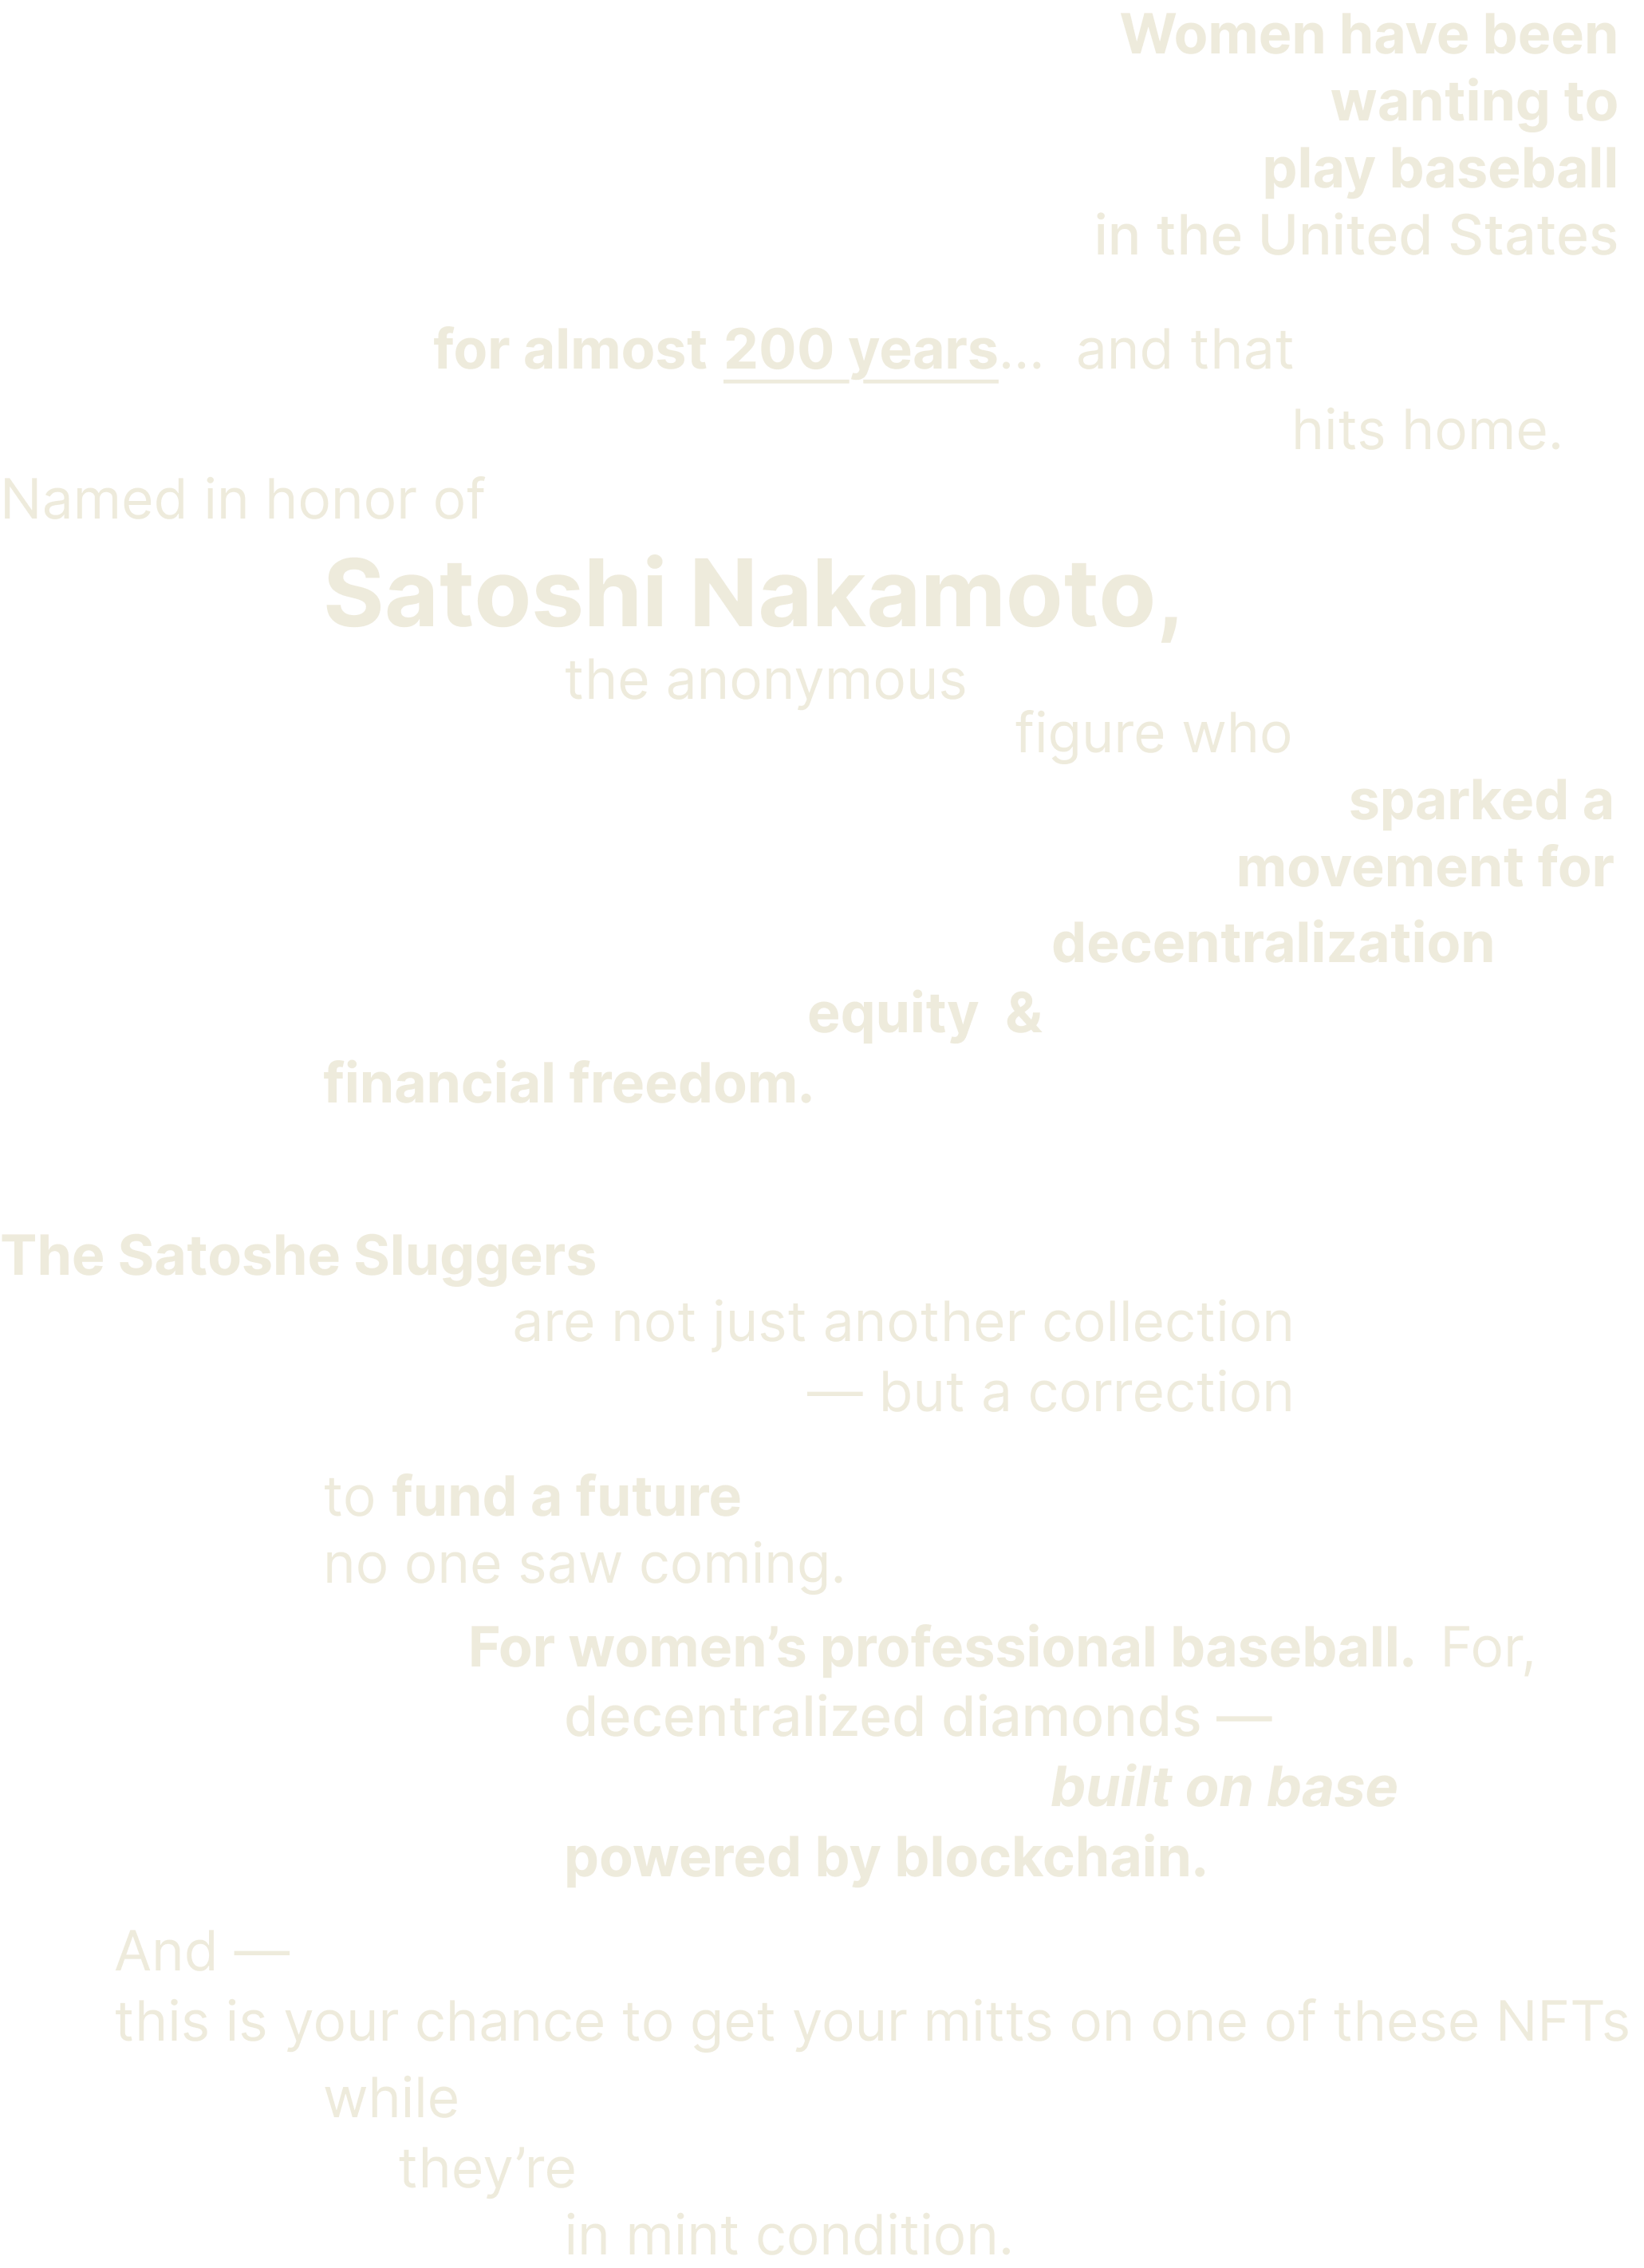 Women have been
wanting to
play baseball
in the United States
for almost 200 years... and that
hits home.
Named in honor of
Satoshi Nakamoto,
the anonymous
figure who
sparked a
movement for
decentralization
equity &
financial freedom.
The Satoshe Sluggers
are not just another collection
— but a correction
to fund a future
no one saw coming.
For women’s professional baseball. For,
decentralized diamonds —
built on base
powered by blockchain.
And —
this is your chance to get your mitts on one of these NFTs
while
they’re
in mint condition.